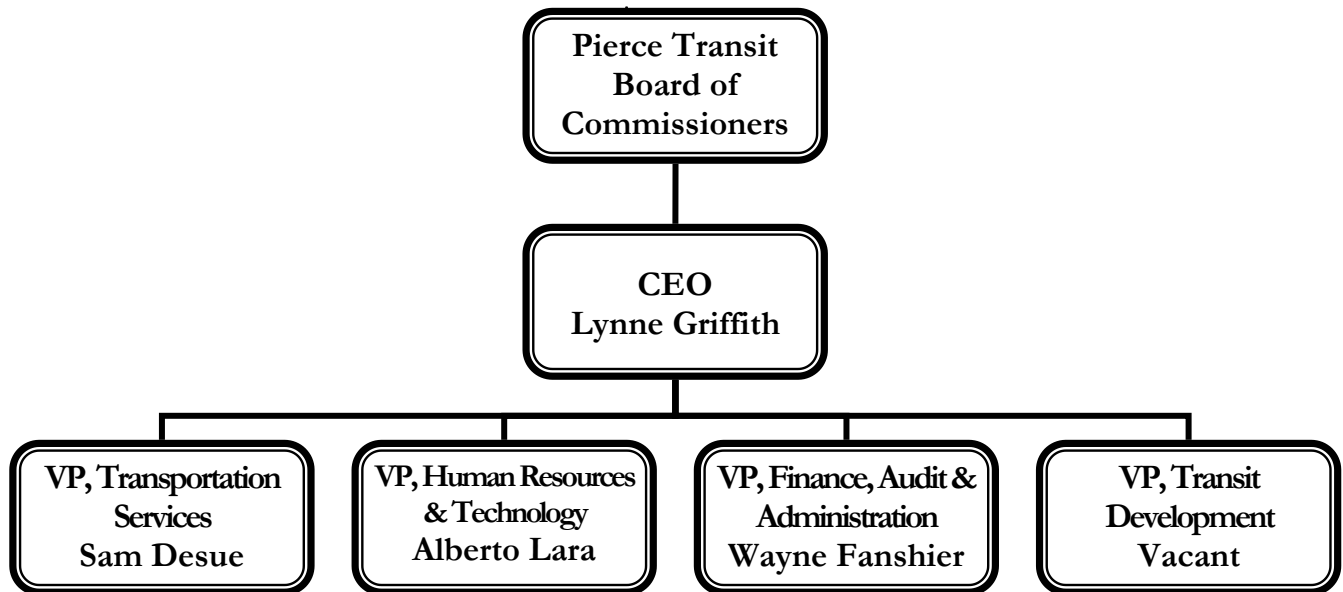 Pierce Transit
Board of
Commissioners
CEO
Lynne Griffith
VP, Transportation
Services
Sam Desue
VP, Human Resources
& Technology
Alberto Lara
VP, Finance, Audit &
Administration
Wayne Fanshier
VP, Transit
Development
Vacant